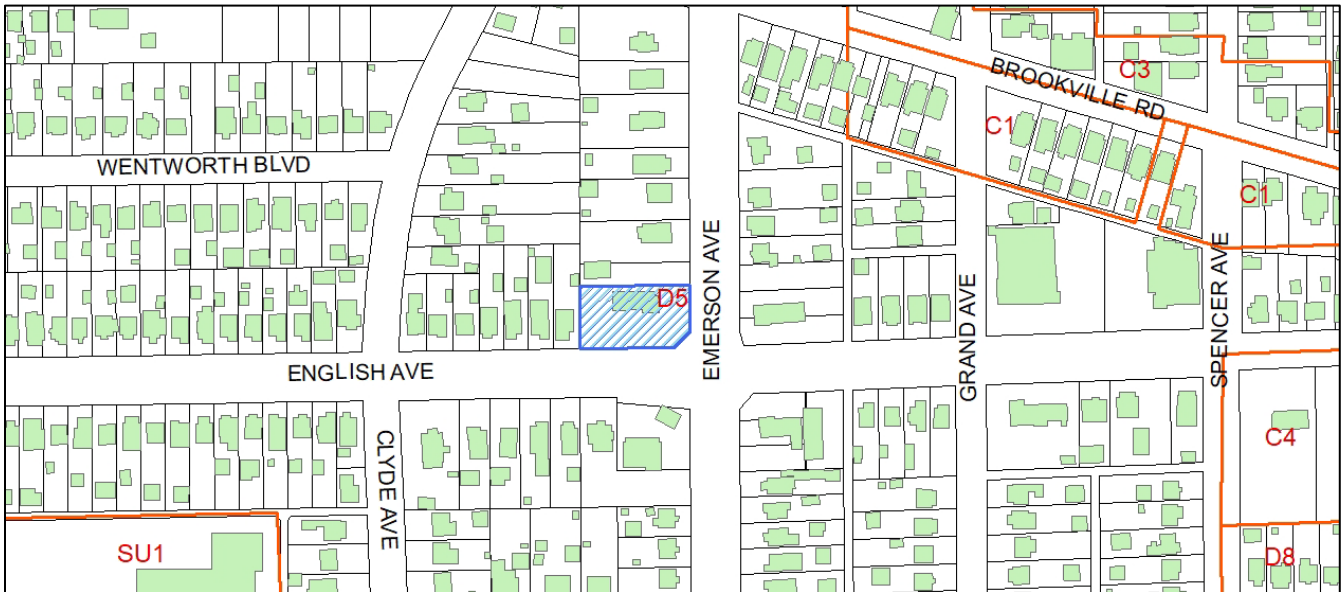 C3
BROOKVILLE RD
C1
WENTWORTH BLVD
C1
EMERSON AVE
SPENCER AVE
GRAND AVE
D5
ENGLISH AVE
CLYDE AVE
C4
SU1
D8